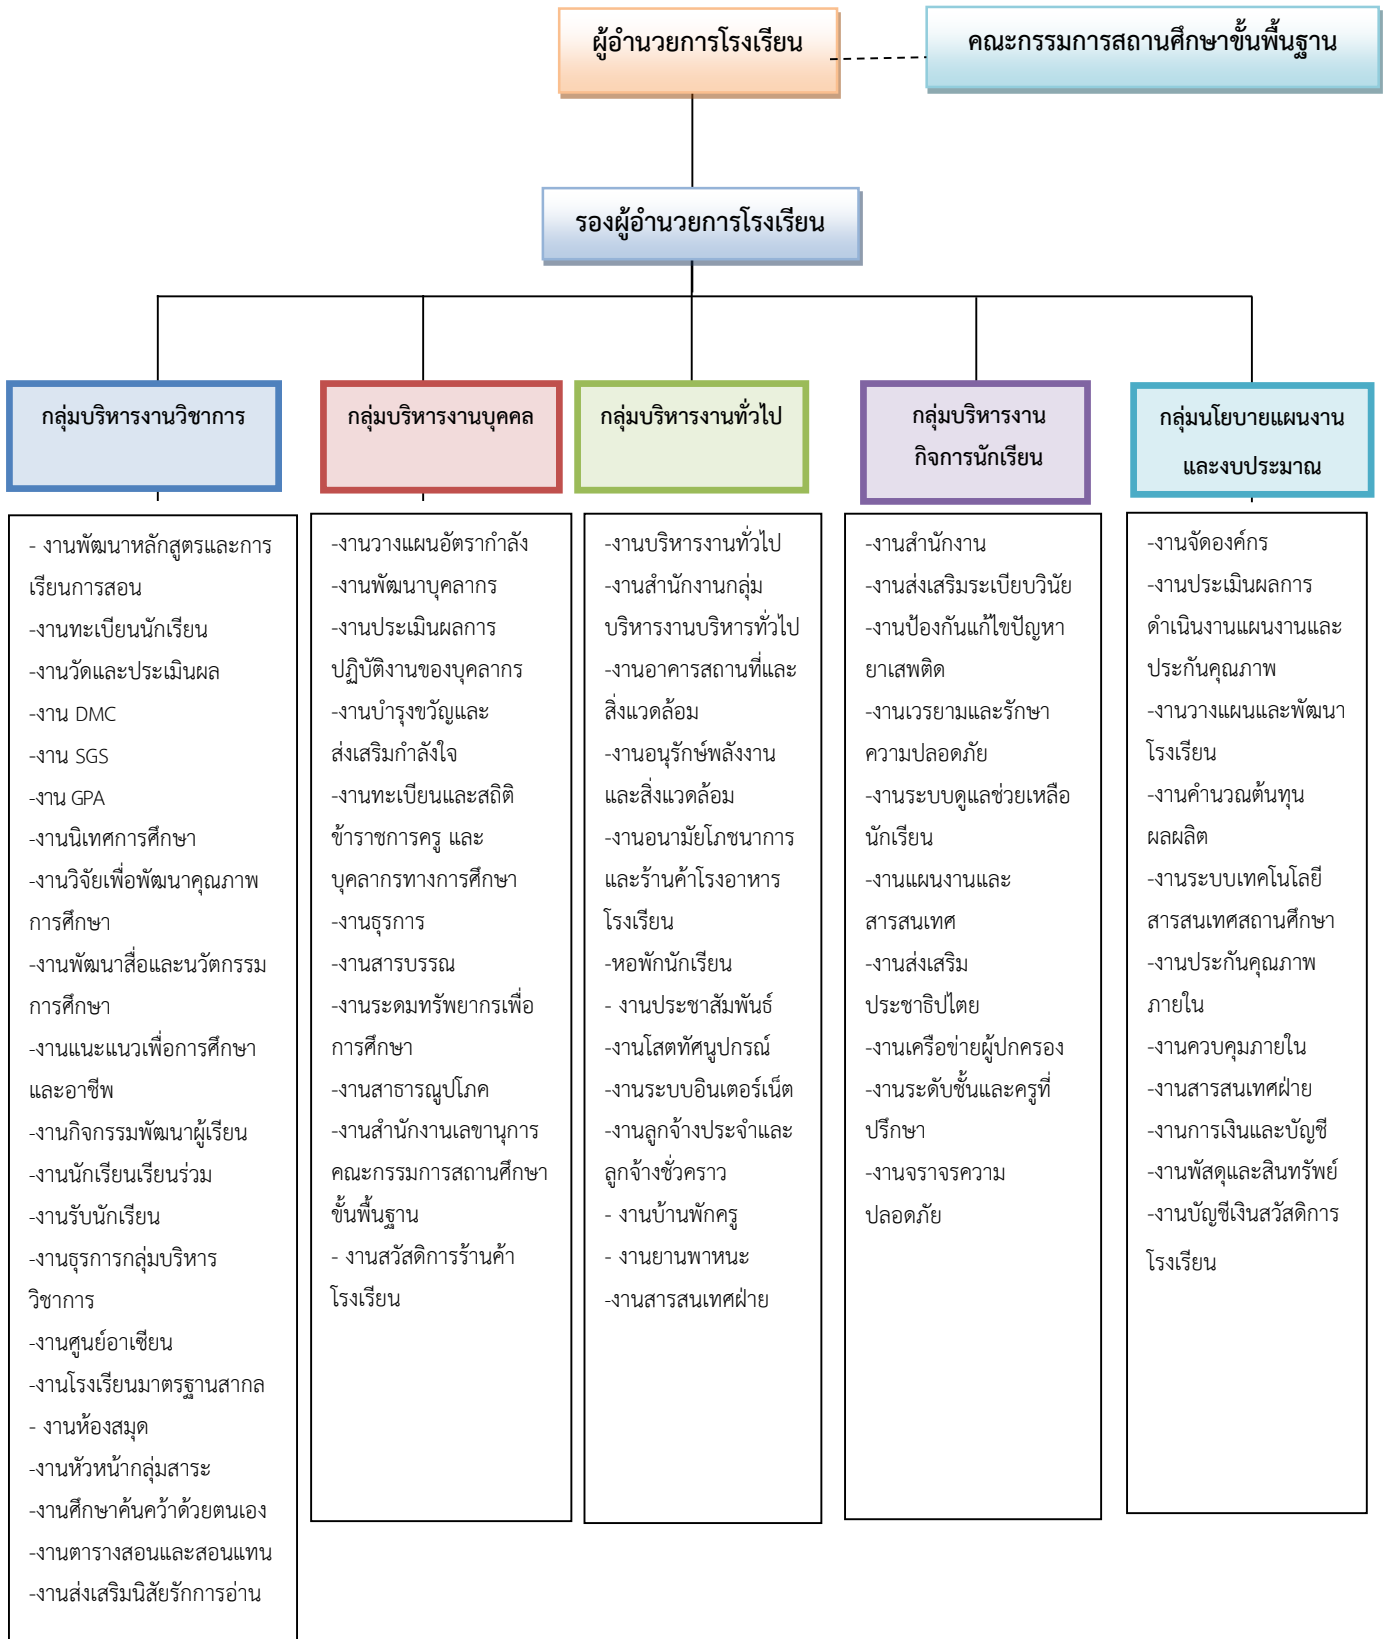 ผู้อำนวยการโรงเรียน
คณะกรรมการสถานศึกษาขั้นพื้นฐาน
รองผู้อำนวยการโรงเรียน
กลุ่มบริหารงานวิชาการ
กลุ่มบริหารงานบุคคล
กลุ่มบริหารงานทั่วไป
กลุ่มบริหารงาน
กิจการนักเรียน
กลุ่มนโยบายแผนงาน
และงบประมาณ
- งานพัฒนาหลักสูตรและการ
เรียนการสอน
-งานทะเบียนนักเรียน
-งานวัดและประเมินผล
-งาน DMC
-งาน SGS
-งาน GPA
-งานนิเทศการศึกษา
-งานวิจัยเพื่อพัฒนาคุณภาพ
การศึกษา
-งานพัฒนาสื่อและนวัตกรรม
การศึกษา
-งานแนะแนวเพื่อการศึกษา
และอาชีพ
-งานกิจกรรมพัฒนาผู้เรียน
-งานนักเรียนเรียนร่วม
-งานรับนักเรียน
-งานธุรการกลุ่มบริหาร
วิชาการ
-งานศูนย์อาเซียน
-งานโรงเรียนมาตรฐานสากล
- งานห้องสมุด
-งานหัวหน้ากลุ่มสาระ
-งานศึกษาค้นคว้าด้วยตนเอง
-งานตารางสอนและสอนแทน
-งานส่งเสริมนิสัยรักการอ่าน
-งานวางแผนอัตรากำลัง
-งานพัฒนาบุคลากร
-งานประเมินผลการ
ปฏิบัติงานของบุคลากร
-งานบำรุงขวัญและ
ส่งเสริมกำลังใจ
-งานทะเบียนและสถิติ
ข้าราชการครู และ
บุคลากรทางการศึกษา
-งานธุรการ
-งานสารบรรณ
-งานระดมทรัพยากรเพื่อ
การศึกษา
-งานสาธารณูปโภค
-งานสำนักงานเลขานุการ
คณะกรรมการสถานศึกษา
ขั้นพื้นฐาน
- งานสวัสดิการร้านค้า
โรงเรียน
-งานบริหารงานทั่วไป
-งานสำนักงานกลุ่ม
บริหารงานบริหารทั่วไป
-งานอาคารสถานที่และ
สิ่งแวดล้อม
-งานอนุรักษ์พลังงาน
และสิ่งแวดล้อม
-งานอนามัยโภชนาการ
และร้านค้าโรงอาหาร
โรงเรียน
-หอพักนักเรียน
- งานประชาสัมพันธ์
-งานโสตทัศนูปกรณ์
-งานระบบอินเตอร์เน็ต
-งานลูกจ้างประจำและ
ลูกจ้างชั่วคราว
- งานบ้านพักครู
- งานยานพาหนะ
-งานสารสนเทศฝ่าย
-งานสำนักงาน
-งานส่งเสริมระเบียบวินัย
-งานป้องกันแก้ไขปัญหา
ยาเสพติด
-งานเวรยามและรักษา
ความปลอดภัย
-งานระบบดูแลช่วยเหลือ
นักเรียน
-งานแผนงานและ
สารสนเทศ
-งานส่งเสริม
ประชาธิปไตย
-งานเครือข่ายผู้ปกครอง
-งานระดับชั้นและครูที่
ปรึกษา
-งานจราจรความ
ปลอดภัย
-งานจัดองค์กร
-งานประเมินผลการ
ดำเนินงานแผนงานและ
ประกันคุณภาพ
-งานวางแผนและพัฒนา
โรงเรียน
-งานคำนวณต้นทุน
ผลผลิต
-งานระบบเทคโนโลยี
สารสนเทศสถานศึกษา
-งานประกันคุณภาพ
ภายใน
-งานควบคุมภายใน
-งานสารสนเทศฝ่าย
-งานการเงินและบัญชี
-งานพัสดุและสินทรัพย์
-งานบัญชีเงินสวัสดิการ
โรงเรียน